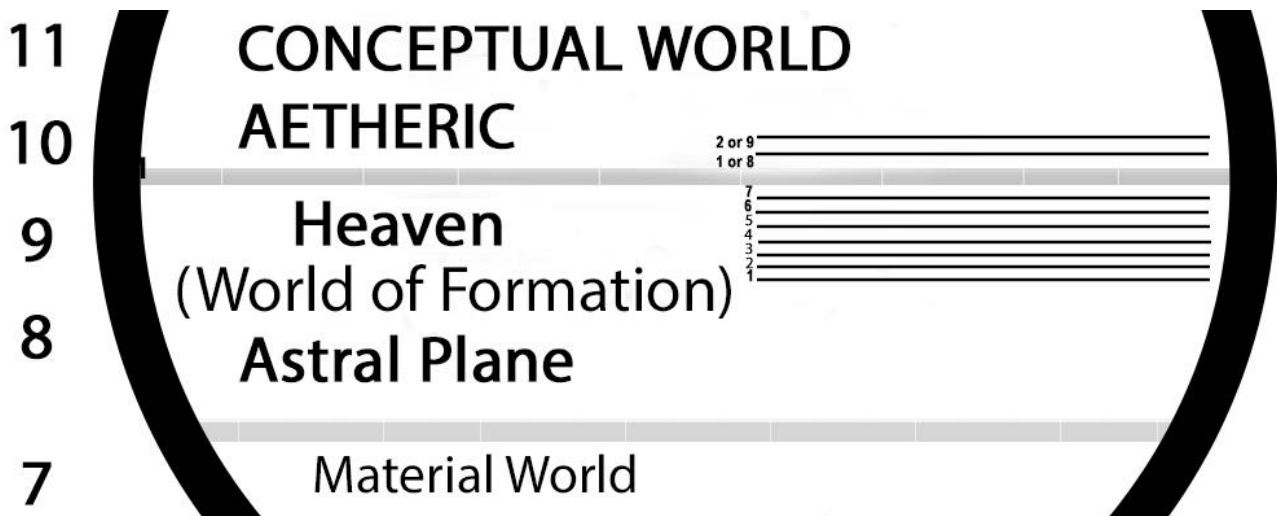 11 CONCEPTUAL WORLD
10 AETHERIC
2 or 9
1 or 8
7
9 Heaven
6
5
4
3
(World of Formation)
2
1
8 Astral Plane
7 Material World